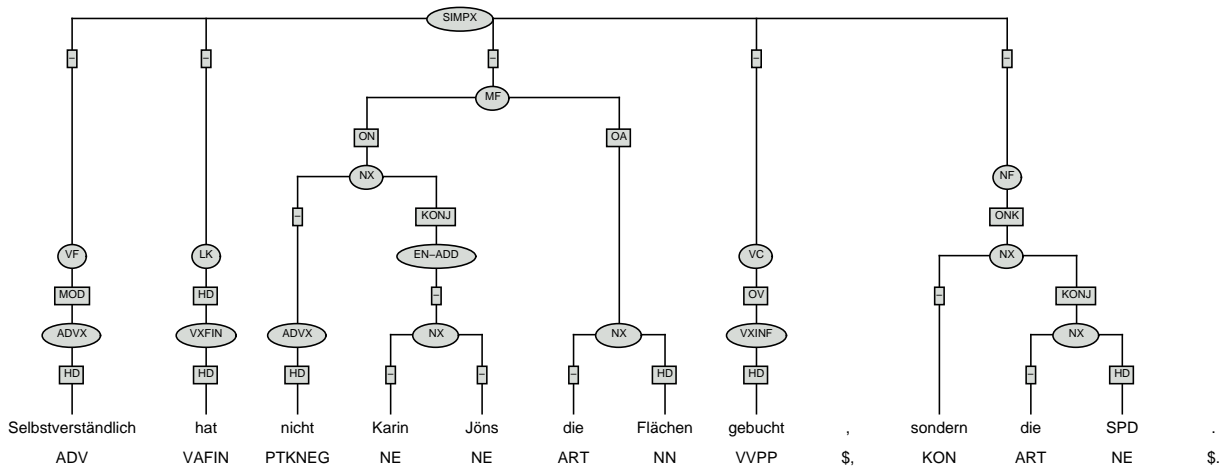 SIMPX
– – – – –
MF
ON OA
NX NF
– KONJ ONK
VF LK EN–ADD VC NX
MOD HD – OV – KONJ
ADVX VXFIN ADVX NX NX VXINF NX
HD HD HD – – – HD HD – HD
Selbstverständlich hat nicht Karin Jöns die Flächen gebucht , sondern die SPD .
ADV VAFIN PTKNEG NE NE ART NN VVPP $, KON ART NE $.